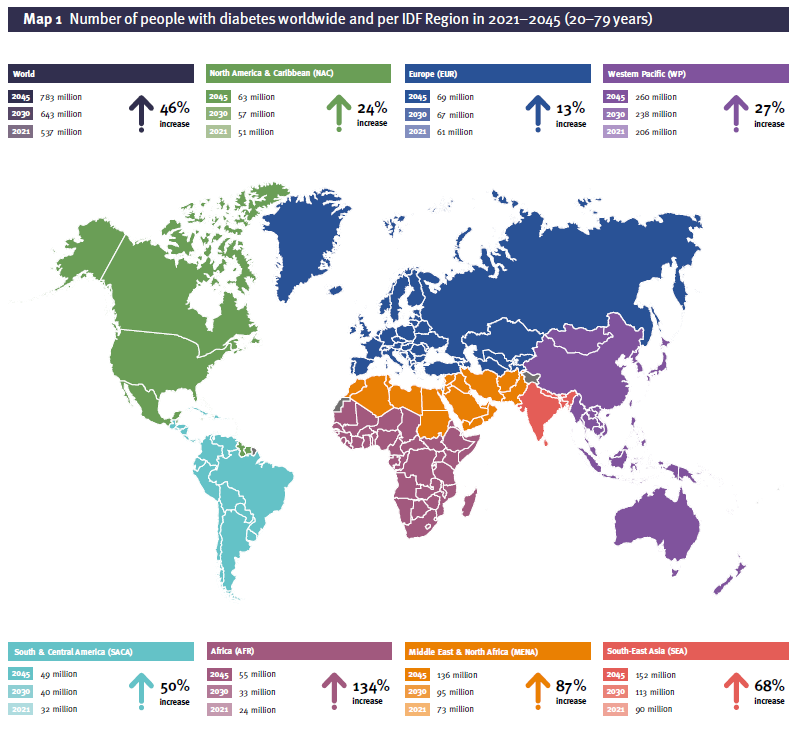 Map 1 Number of people with diabetes worldwide and per IDF Region in 2021–2045 (20–79 years)
World
2045 783 million
2030 643 million
2021 537 million
46% increase
North America & Caribbean (NAC)
2045 63 million
2030 57 million
2021 51 million
24% increase
Europe (EUR)
2045 69 million
2030 67 million
2021 61 million
13% increase
Western Pacific (WP)
2045 260 million
2030 238 million
2021 206 million
27% increase
South & Central America (SACA)
2045 49 million
2030 40 million
2021 32 million
50% increase
Africa (AFR)
2045 55 million
2030 33 million
2021 24 million
134% increase
Middle East & North Africa (MENA)
2045 136 million
2030 95 million
2021 73 million
87% increase
South-East Asia (SEA)
2045 152 million
2030 113 million
2021 90 million
68% increase